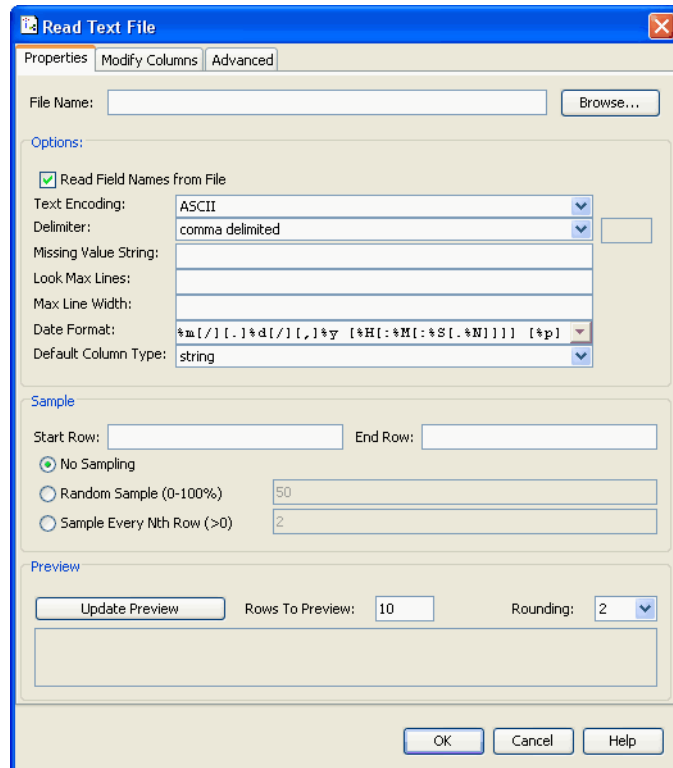 Read Text File
Properties Modify Columns Advanced
File Name: Browse...
Options:
Read Field Names from File
Text Encoding: ASCII
Delimiter: comma delimited
Missing Value String:
Look Max Lines:
Max Line Width:
Date Format: %m[/][.]%d[/][,]%y [%H[:%M[:%S[.%N]]]] [%p]
Default Column Type: string
Sample
Start Row: End Row:
No Sampling
Random Sample (0-100%) 50
Sample Every Nth Row (>0) 2
Preview
Update Preview Rows To Preview: 10 Rounding: 2
OK Cancel Help